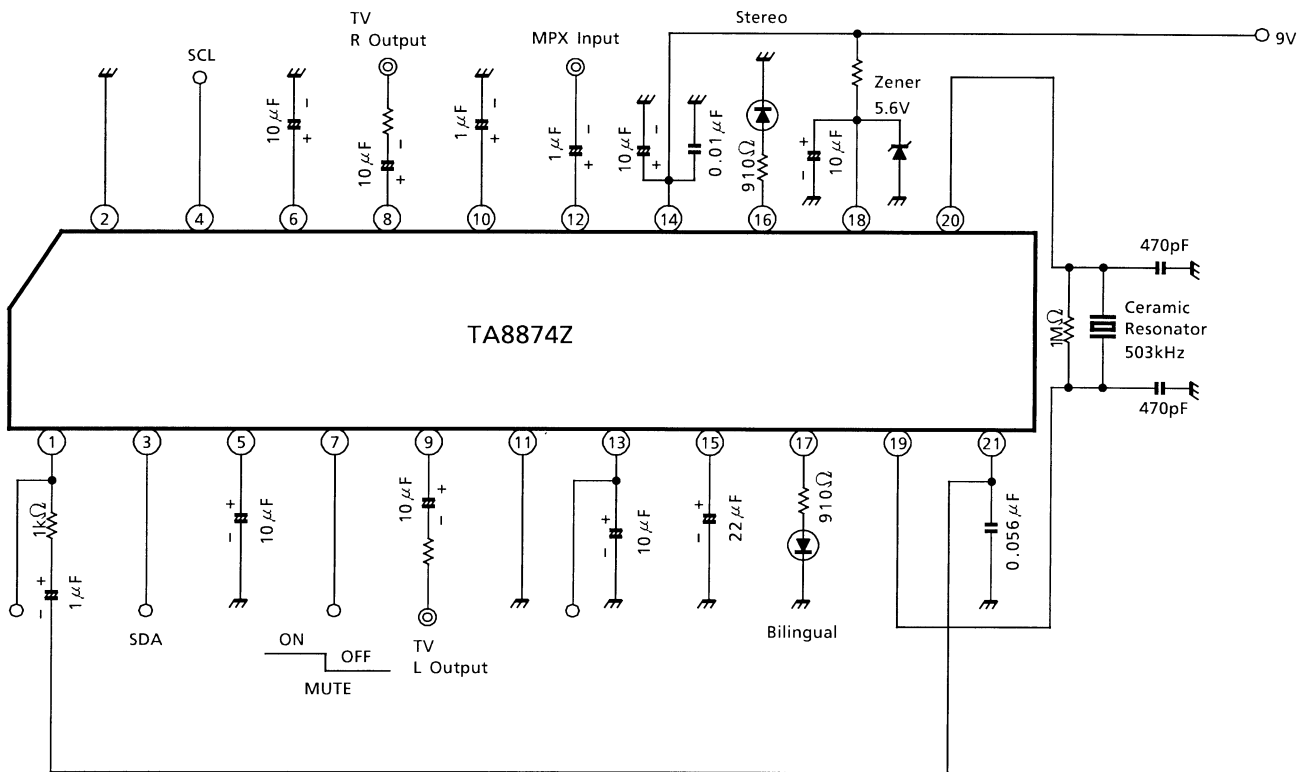 TV
R Output
MPX Input
Stereo
9V
SCL
10μF
-
+
10μF
-
+
1μF
-
+
1μF
-
+
10μF
-
+
0.01μF
910Ω
Zener
5.6V
+
-
10μF
2
4
6
8
10
12
14
16
18
20
TA8874Z
470pF
1MΩ
Ceramic
Resonator
503kHz
470pF
1
3
5
7
9
11
13
15
17
19
21
1kΩ
+
-
1μF
+
-
10μF
10μF
+
-
+
-
10μF
+
-
22μF
910Ω
0.056μF
SDA
ON
OFF
MUTE
TV
L Output
Bilingual